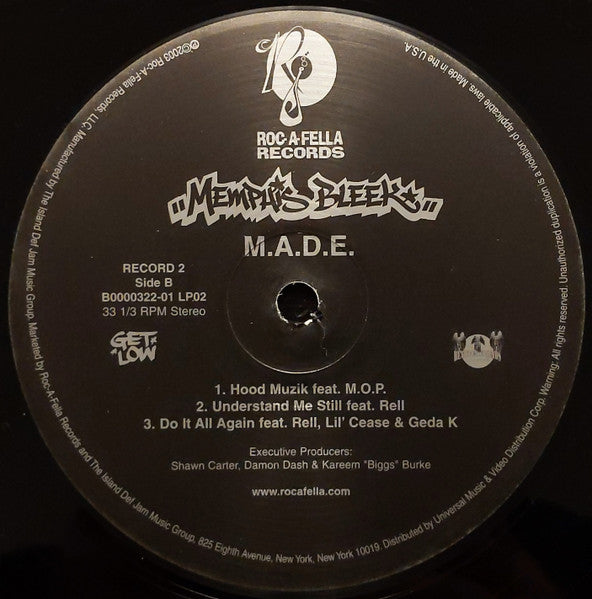 ROC-A-FELLA
RECORDS
"MEMPHIS BLEEK"
M.A.D.E.
RECORD 2
Side B
B0000322-01 LP02
33 1/3 RPM Stereo
GET
LOW
1. Hood Muzik feat. M.O.P.
2. Understand Me Still feat. Rell
3. Do It All Again feat. Rell, Lil' Cease & Geda K
Executive Producers:
Shawn Carter, Damon Dash & Kareem "Biggs" Burke
www.rocafella.com
℗©2003 Roc-A-Fella Records, LLC. Manufactured by The Island Def Jam Music Group. Marketed by Roc-A-Fella Records and The Island Def Jam Music Group, 825 Eighth Avenue, New York, New York 10019. Distributed by Universal Music & Video Distribution Corp. Warning: All rights reserved. Unauthorized duplication is a violation of applicable laws. Made in the U.S.A.